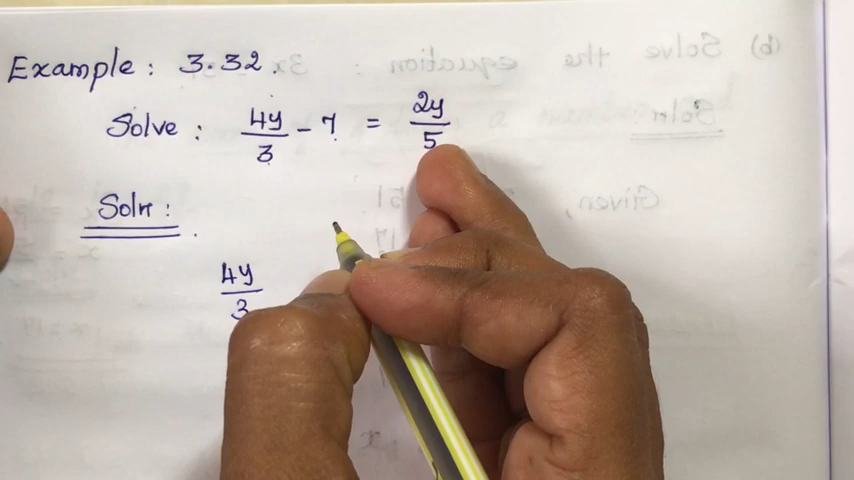 Example : 3.32.
Solve : 4y/3 - 7 = 2y/5
Soln :
4y/3